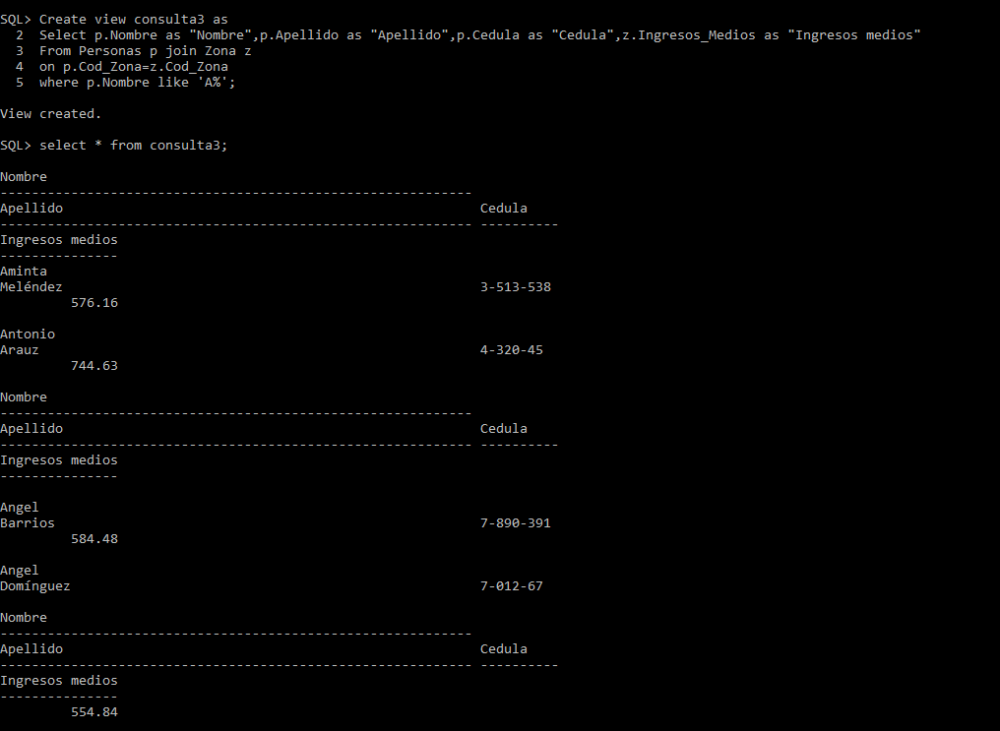 SQL> Create view consulta3 as
  2  Select p.Nombre as "Nombre",p.Apellido as "Apellido",p.Cedula as "Cedula",z.Ingresos_Medios as "Ingresos medios"
  3  From Personas p join Zona z
  4  on p.Cod_Zona=z.Cod_Zona
  5  where p.Nombre like 'A%';
View created.
SQL> select * from consulta3;
Nombre
------------------------------------------------------------
Apellido                                                     Cedula
------------------------------------------------------------ ----------
Ingresos medios
---------------
Aminta
Meléndez                                                     3-513-538
         576.16
Antonio
Arauz                                                        4-320-45
         744.63
Nombre
------------------------------------------------------------
Apellido                                                     Cedula
------------------------------------------------------------ ----------
Ingresos medios
---------------
Angel
Barrios                                                      7-890-391
         584.48
Angel
Domínguez                                                    7-012-67
Nombre
------------------------------------------------------------
Apellido                                                     Cedula
------------------------------------------------------------ ----------
Ingresos medios
---------------
         554.84